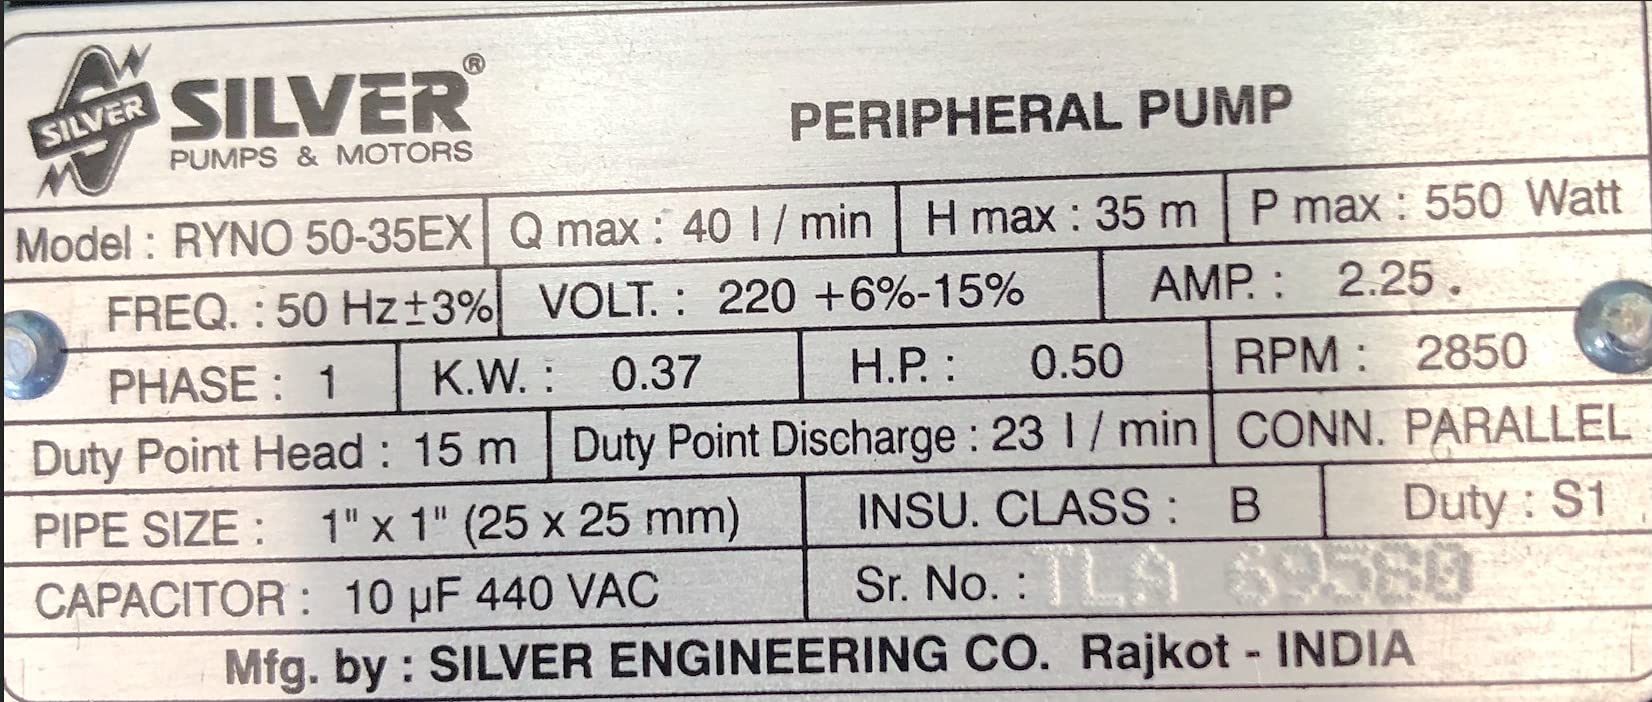 SILVER SILVER® PERIPHERAL PUMP
PUMPS & MOTORS
Model : RYNO 50-35EX Q max : 40 l / min H max : 35 m P max : 550 Watt
FREQ. : 50 Hz±3% VOLT. : 220 +6%-15% AMP. : 2.25 .
PHASE : 1 K.W. : 0.37 H.P. : 0.50 RPM : 2850
Duty Point Head : 15 m Duty Point Discharge : 23 l / min CONN. PARALLEL
PIPE SIZE : 1" x 1" (25 x 25 mm) INSU. CLASS : B Duty : S1
CAPACITOR : 10 µF 440 VAC Sr. No. : TLA
Mfg. by : SILVER ENGINEERING CO. Rajkot - INDIA